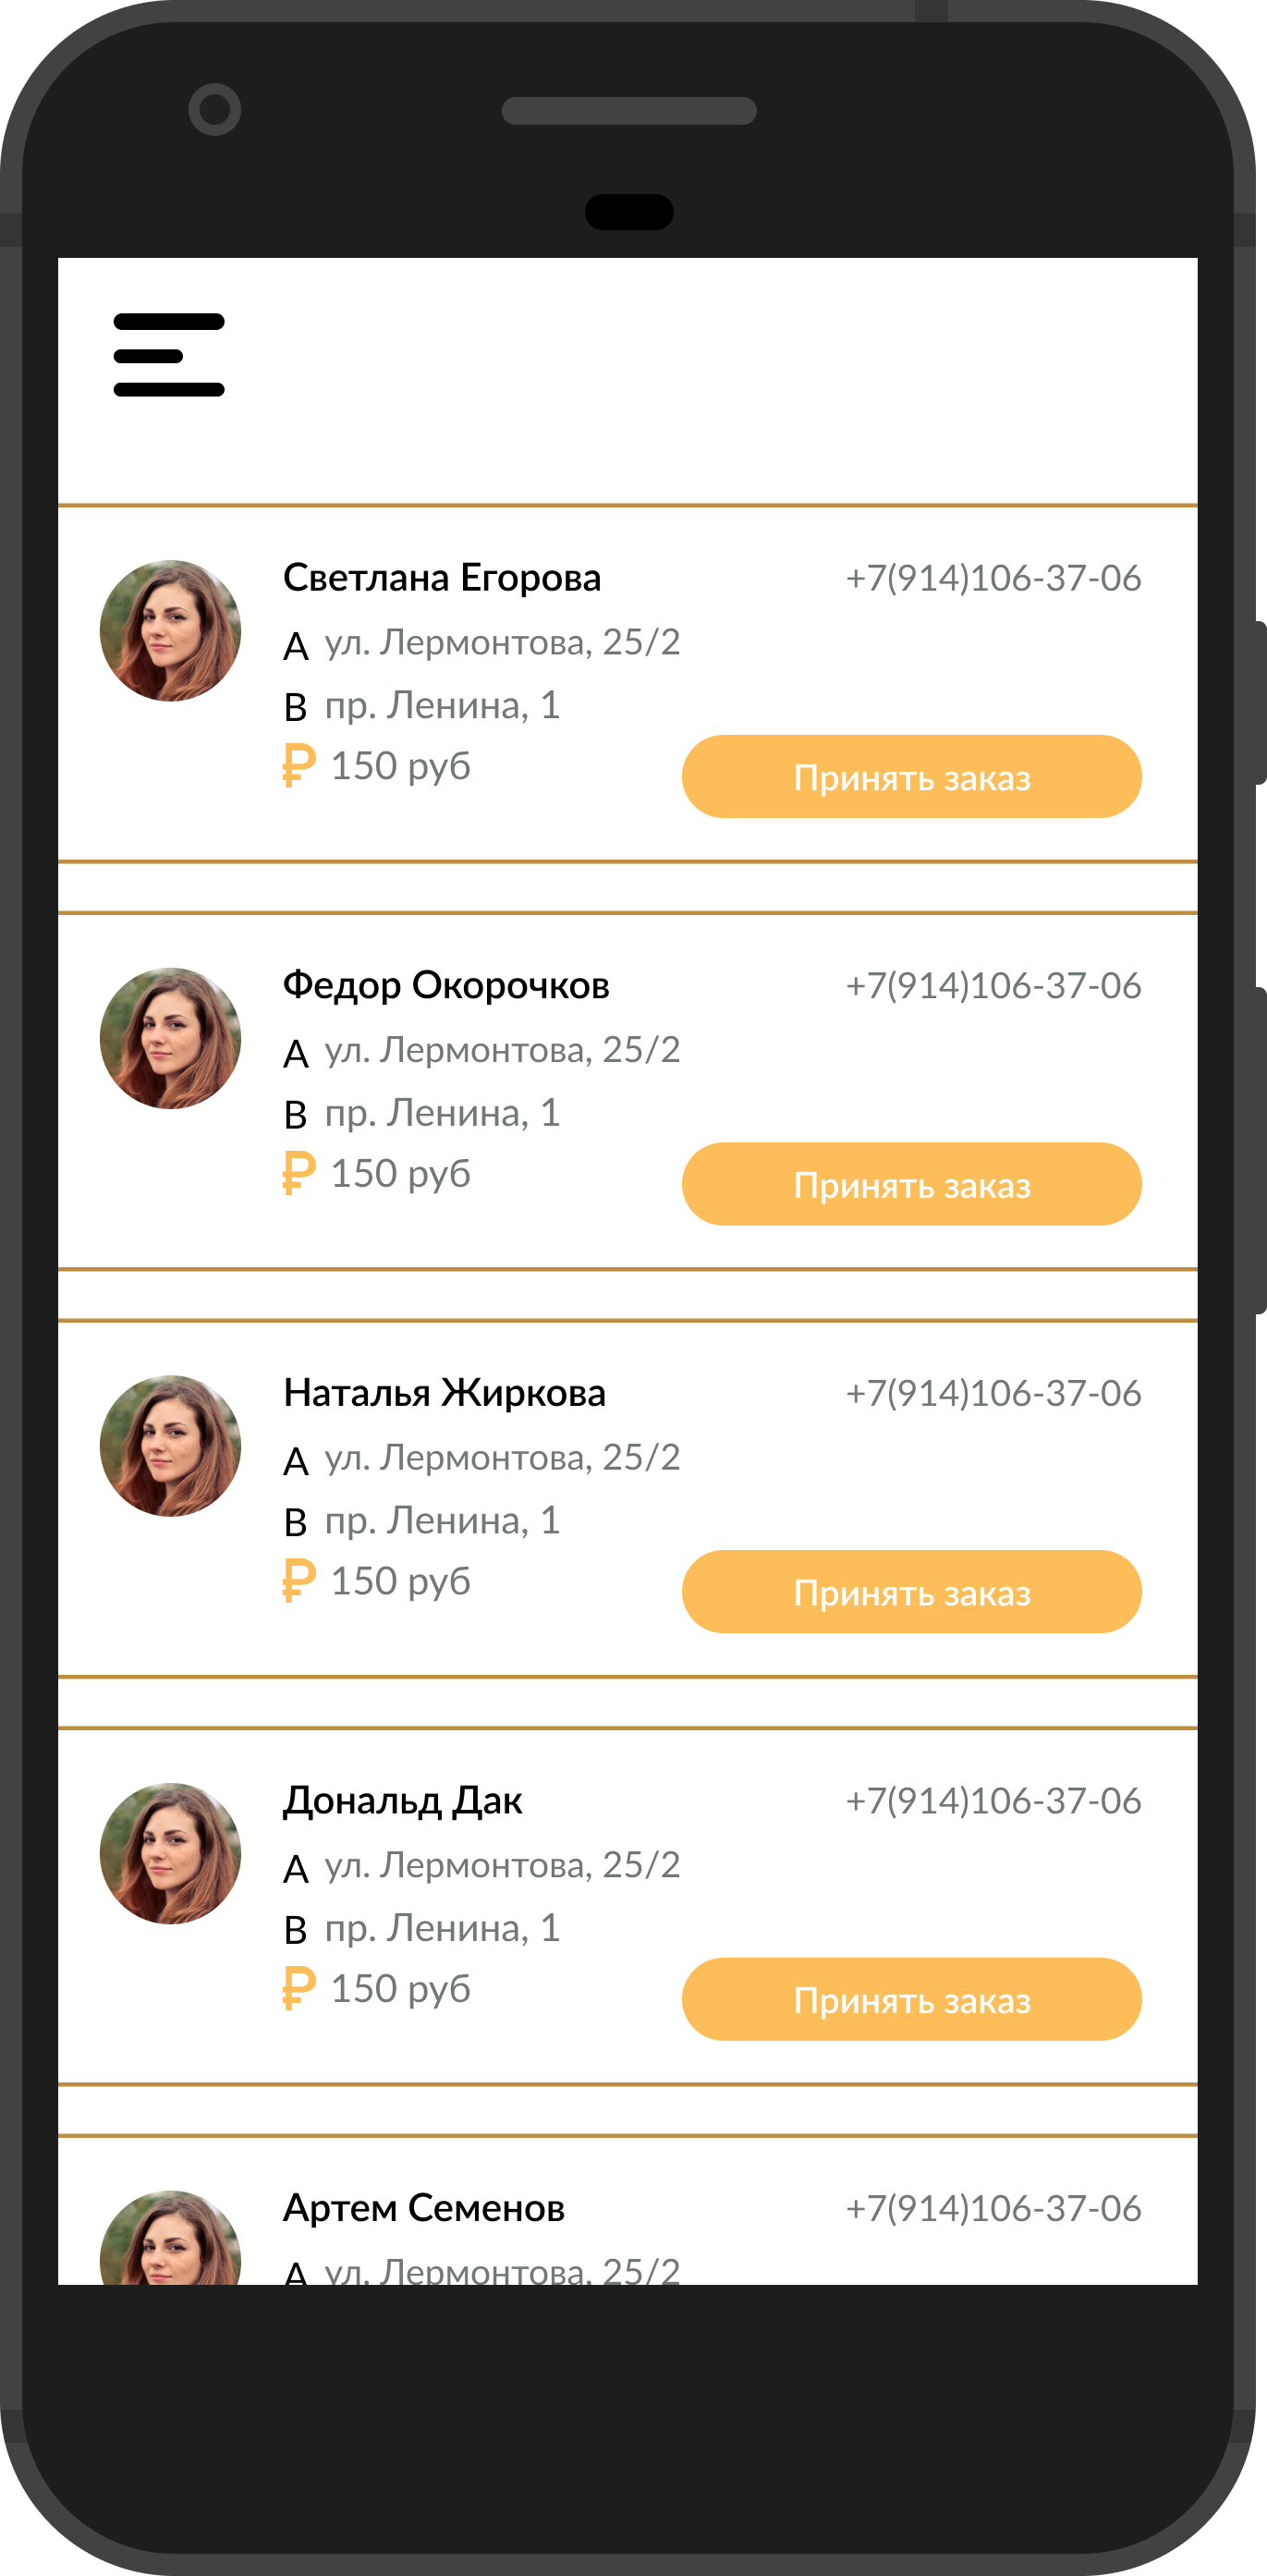 Светлана Егорова +7(914)106-37-06
A ул. Лермонтова, 25/2
B пр. Ленина, 1
₽ 150 руб Принять заказ
Федор Окорочков +7(914)106-37-06
A ул. Лермонтова, 25/2
B пр. Ленина, 1
₽ 150 руб Принять заказ
Наталья Жиркова +7(914)106-37-06
A ул. Лермонтова, 25/2
B пр. Ленина, 1
₽ 150 руб Принять заказ
Дональд Дак +7(914)106-37-06
A ул. Лермонтова, 25/2
B пр. Ленина, 1
₽ 150 руб Принять заказ
Артем Семенов +7(914)106-37-06
A ул. Лермонтова, 25/2